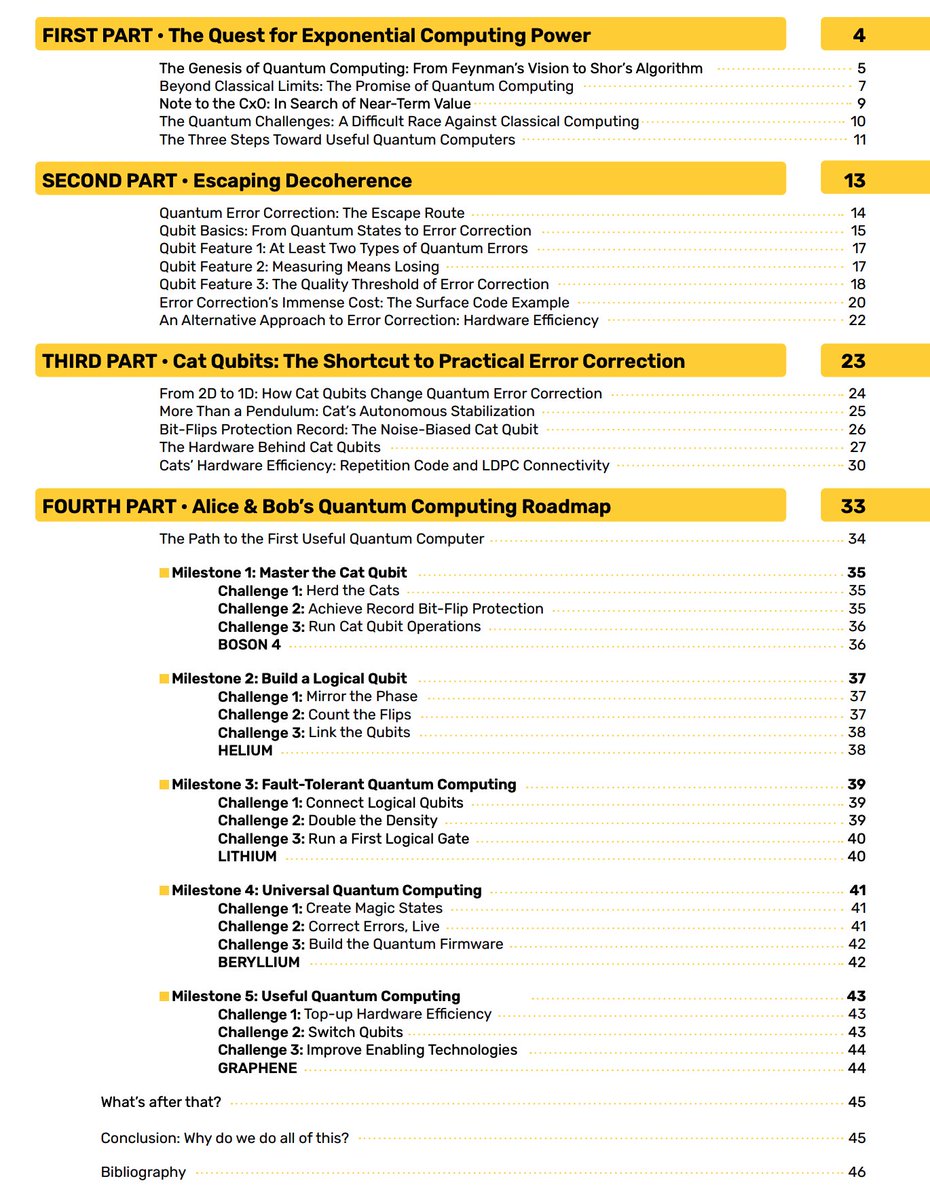 FIRST PART • The Quest for Exponential Computing Power 4
The Genesis of Quantum Computing: From Feynman’s Vision to Shor’s Algorithm 5
Beyond Classical Limits: The Promise of Quantum Computing 7
Note to the CxO: In Search of Near-Term Value 9
The Quantum Challenges: A Difficult Race Against Classical Computing 10
The Three Steps Toward Useful Quantum Computers 11
SECOND PART • Escaping Decoherence 13
Quantum Error Correction: The Escape Route 14
Qubit Basics: From Quantum States to Error Correction 15
Qubit Feature 1: At Least Two Types of Quantum Errors 17
Qubit Feature 2: Measuring Means Losing 17
Qubit Feature 3: The Quality Threshold of Error Correction 18
Error Correction’s Immense Cost: The Surface Code Example 20
An Alternative Approach to Error Correction: Hardware Efficiency 22
THIRD PART • Cat Qubits: The Shortcut to Practical Error Correction 23
From 2D to 1D: How Cat Qubits Change Quantum Error Correction 24
More Than a Pendulum: Cat’s Autonomous Stabilization 25
Bit-Flips Protection Record: The Noise-Biased Cat Qubit 26
The Hardware Behind Cat Qubits 27
Cats’ Hardware Efficiency: Repetition Code and LDPC Connectivity 30
FOURTH PART • Alice & Bob’s Quantum Computing Roadmap 33
The Path to the First Useful Quantum Computer 34
Milestone 1: Master the Cat Qubit 35
Challenge 1: Herd the Cats 35
Challenge 2: Achieve Record Bit-Flip Protection 35
Challenge 3: Run Cat Qubit Operations 36
BOSON 4 36
Milestone 2: Build a Logical Qubit 37
Challenge 1: Mirror the Phase 37
Challenge 2: Count the Flips 37
Challenge 3: Link the Qubits 38
HELIUM 38
Milestone 3: Fault-Tolerant Quantum Computing 39
Challenge 1: Connect Logical Qubits 39
Challenge 2: Double the Density 39
Challenge 3: Run a First Logical Gate 40
LITHIUM 40
Milestone 4: Universal Quantum Computing 41
Challenge 1: Create Magic States 41
Challenge 2: Correct Errors, Live 41
Challenge 3: Build the Quantum Firmware 42
BERYLLIUM 42
Milestone 5: Useful Quantum Computing 43
Challenge 1: Top-up Hardware Efficiency 43
Challenge 2: Switch Qubits 43
Challenge 3: Improve Enabling Technologies 44
GRAPHENE 44
What’s after that? 45
Conclusion: Why do we do all of this? 45
Bibliography 46